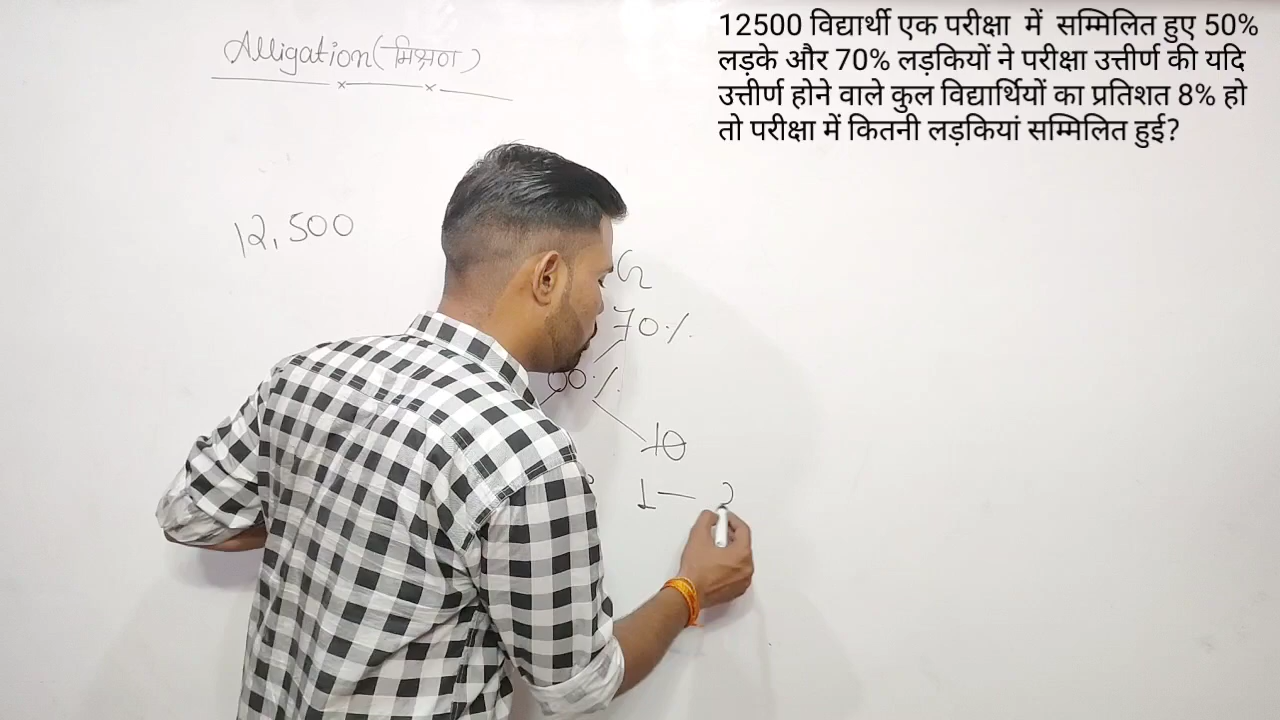 12500 विद्यार्थी एक परीक्षा में सम्मिलित हुए 50%
लड़के और 70% लड़कियों ने परीक्षा उत्तीर्ण की यदि
उत्तीर्ण होने वाले कुल विद्यार्थियों का प्रतिशत 8% हो
तो परीक्षा में कितनी लड़कियां सम्मिलित हुई?
Alligation (मिश्रण)
12,500
G
70%
10
1 —